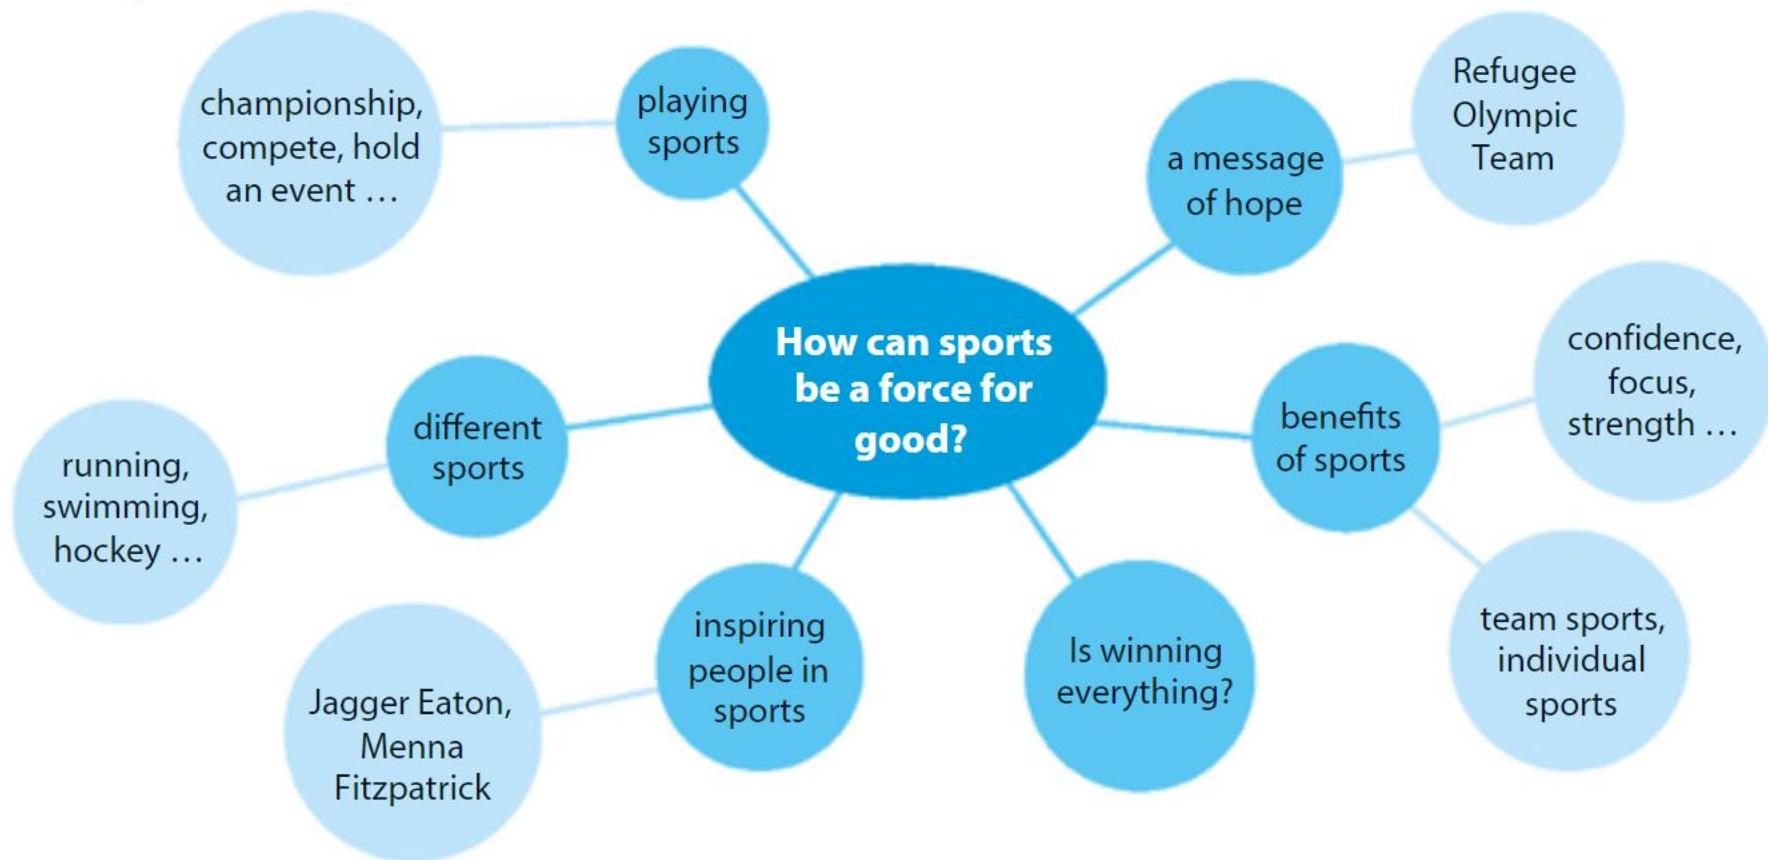 championship,
compete, hold
an event …
playing
sports
a message
of hope
Refugee
Olympic
Team
How can sports
be a force for
good?
different
sports
running,
swimming,
hockey …
benefits
of sports
confidence,
focus,
strength …
team sports,
individual
sports
inspiring
people in
sports
Jagger Eaton,
Menna
Fitzpatrick
Is winning
everything?